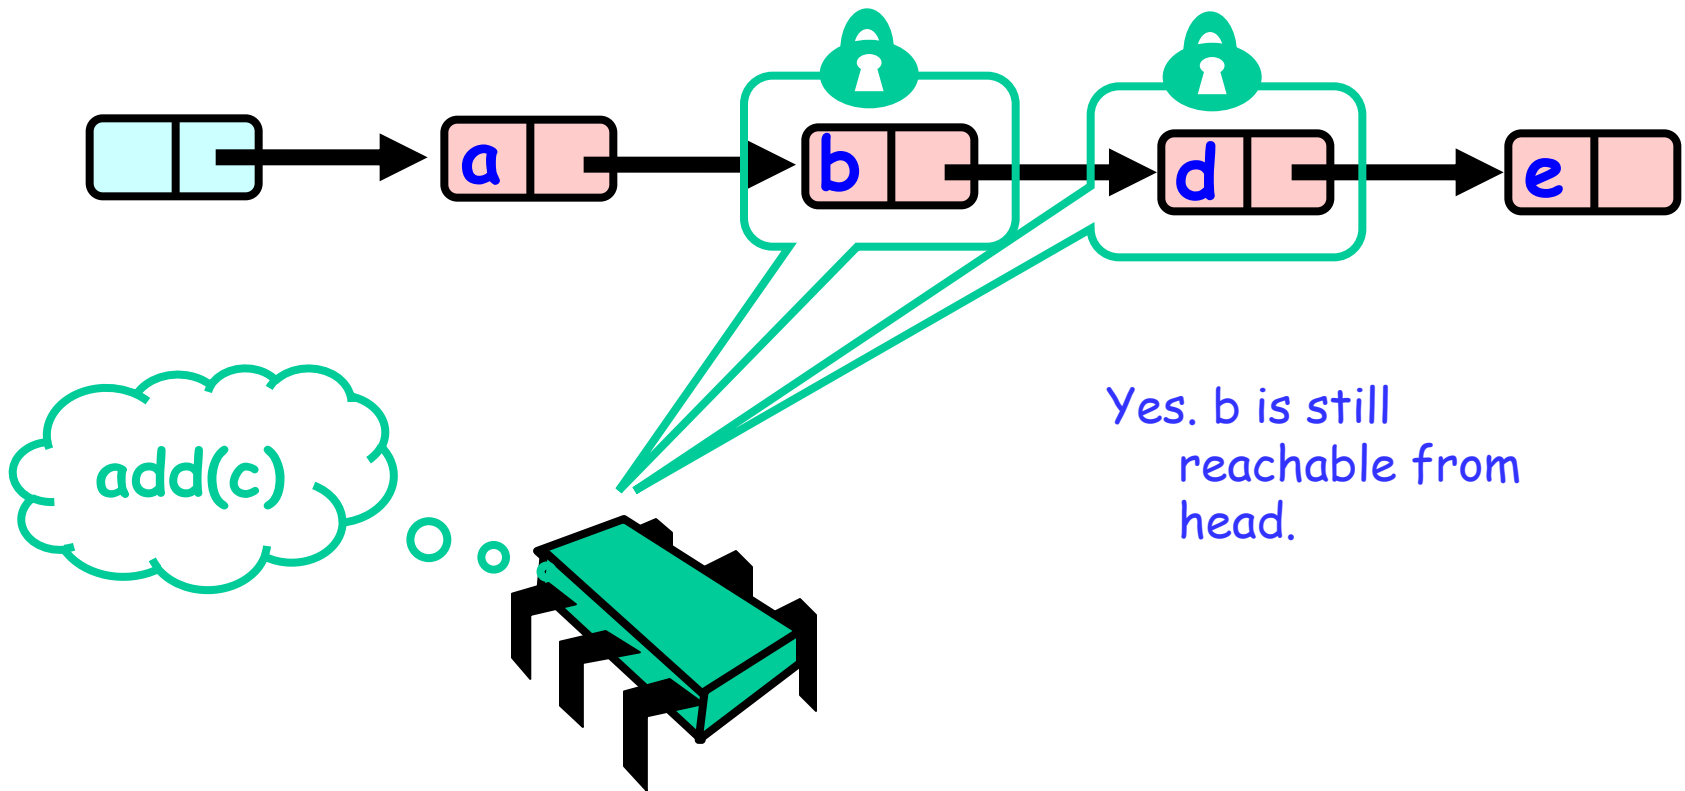 a
b
d
e
add(c)
Yes. b is still
reachable from
head.